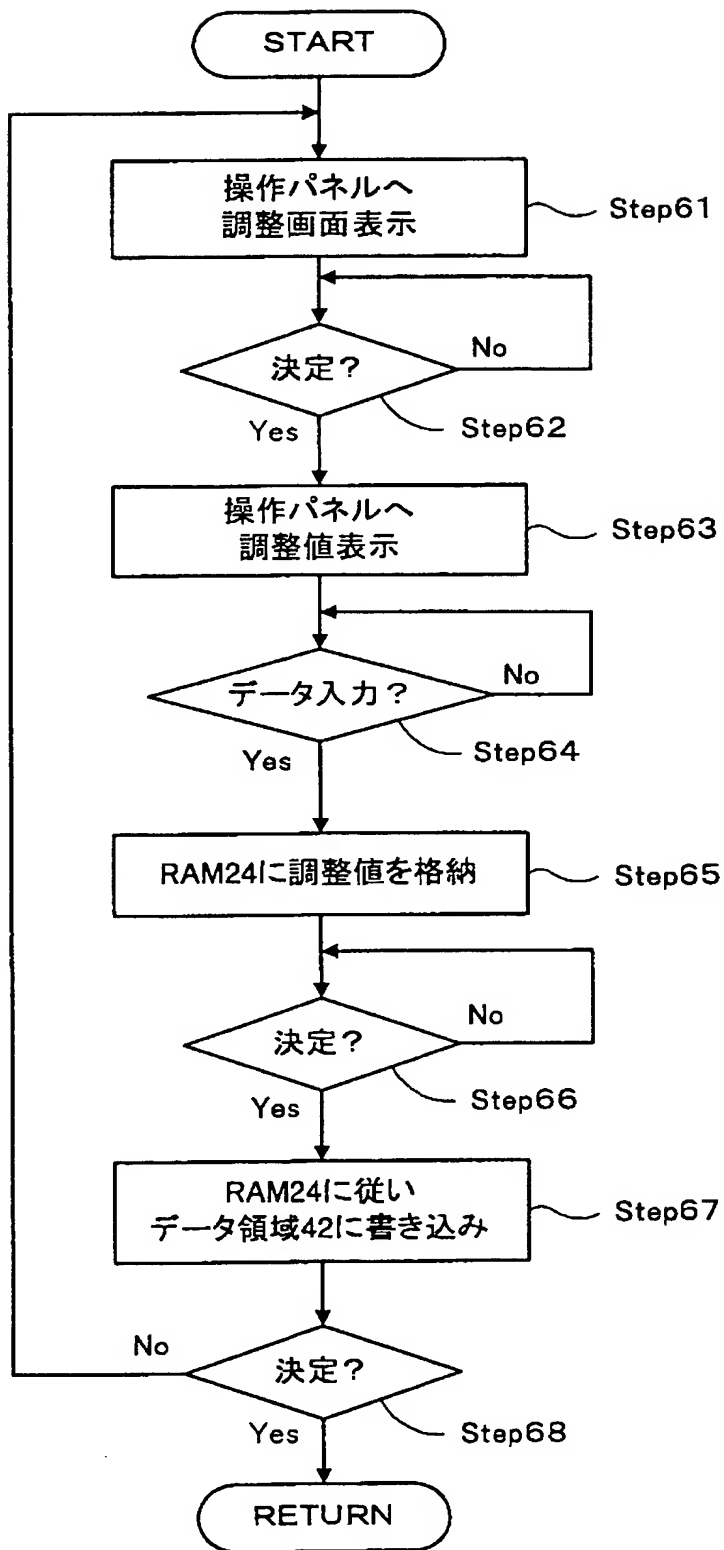 START
操作パネルへ
調整画面表示
Step61
No
決定？
Step62
Yes
操作パネルへ
調整値表示
Step63
No
データ入力？
Step64
Yes
RAM24に調整値を格納
Step65
No
決定？
Step66
Yes
RAM24に従い
データ領域42に書き込み
Step67
No
決定？
Step68
Yes
RETURN